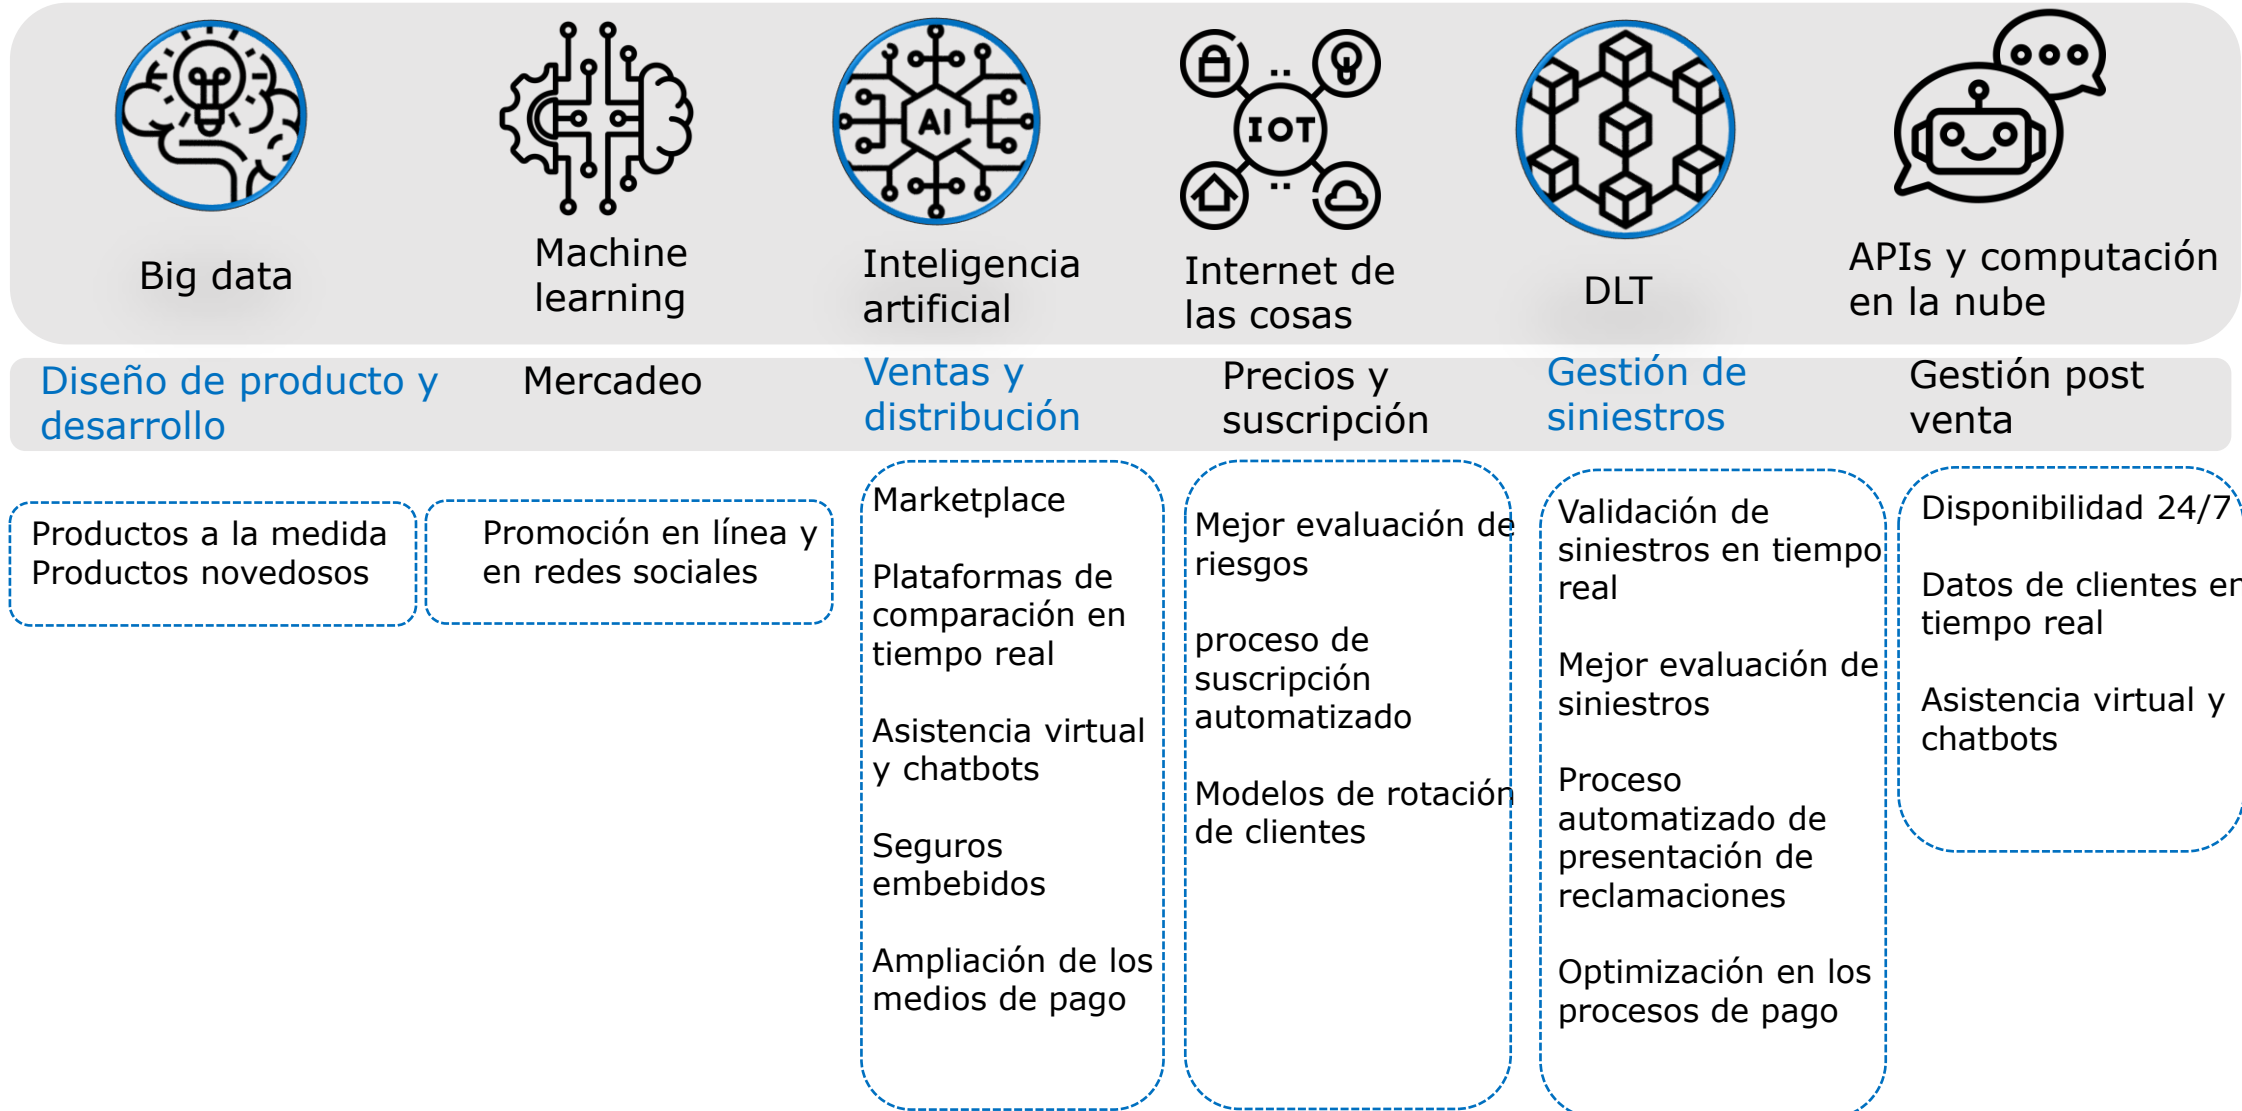 AI
IOT
Big data
Machine
learning
Inteligencia
artificial
Internet de
las cosas
DLT
APIs y computación
en la nube
Diseño de producto y
desarrollo
Mercadeo
Ventas y
distribución
Precios y
suscripción
Gestión de
siniestros
Gestión post
venta
Productos a la medida
Productos novedosos
Promoción en línea y
en redes sociales
Marketplace
Plataformas de
comparación en
tiempo real
Asistencia virtual
y chatbots
Seguros
embebidos
Ampliación de los
medios de pago
Mejor evaluación de
riesgos
proceso de
suscripción
automatizado
Modelos de rotación
de clientes
Validación de
siniestros en tiempo
real
Mejor evaluación de
siniestros
Proceso
automatizado de
presentación de
reclamaciones
Optimización en los
procesos de pago
Disponibilidad 24/7
Datos de clientes en
tiempo real
Asistencia virtual y
chatbots